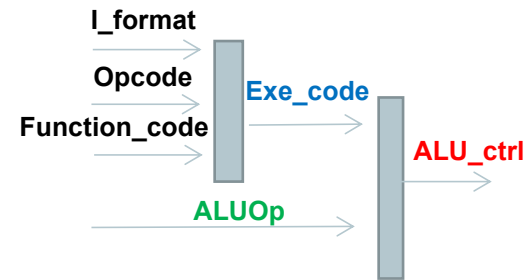 I_format
Opcode
Exe_code
Function_code
ALU_ctrl
ALUOp